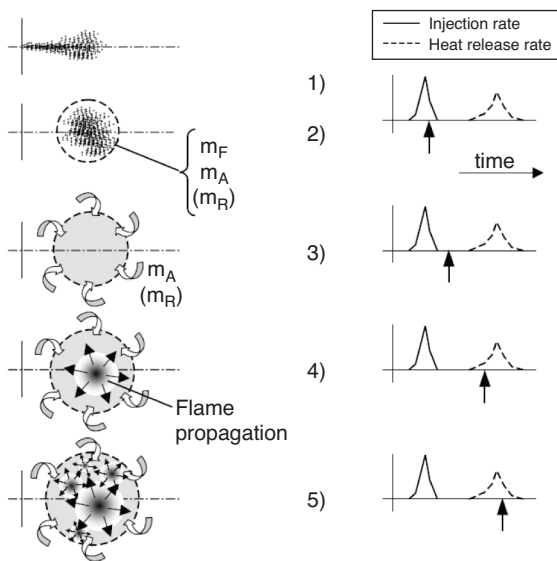 Injection rate
Heat release rate
1)
2)
m_F
m_A
(m_R)
time
3)
m_A
(m_R)
4)
Flame
propagation
5)